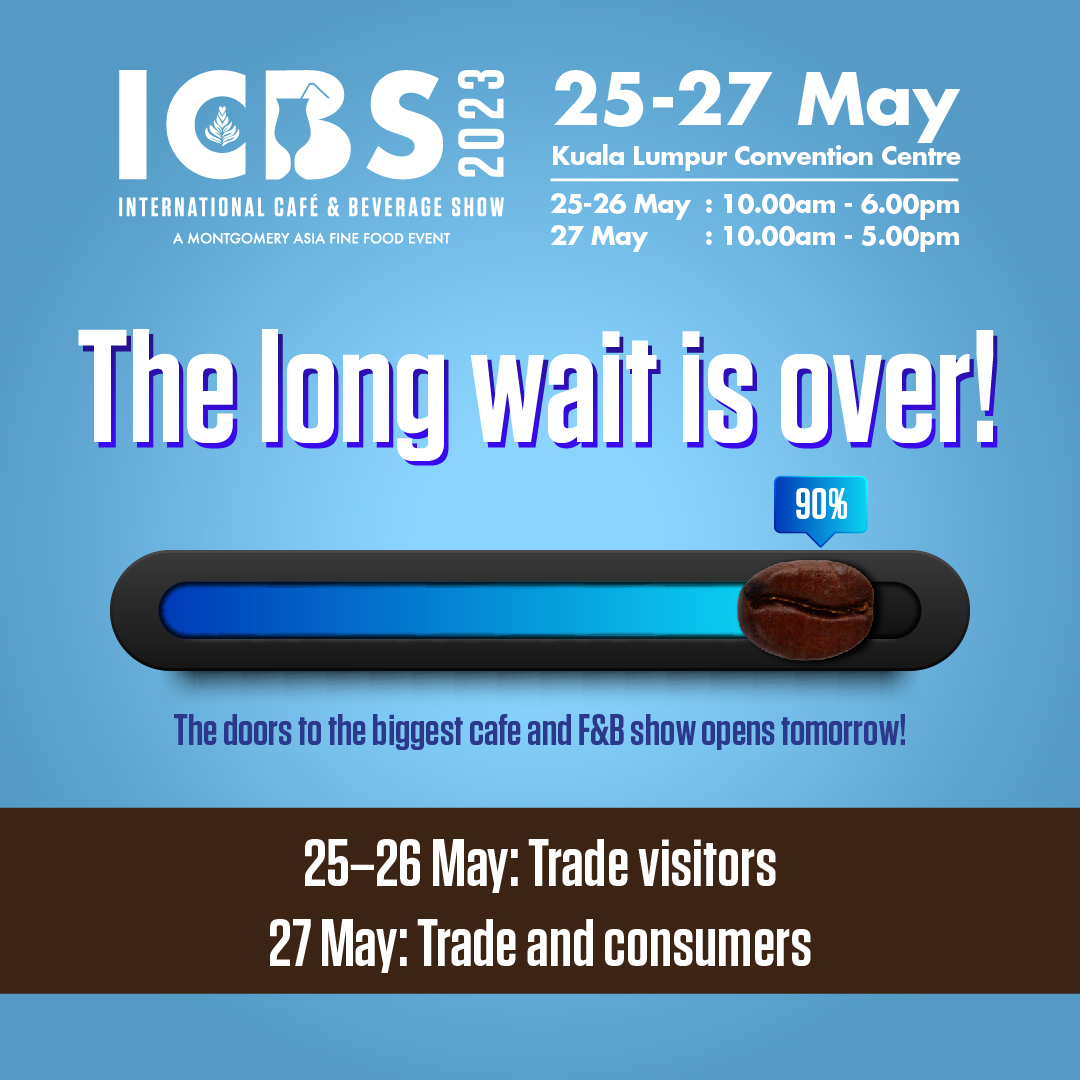 ICBS 2023
INTERNATIONAL CAFÉ & BEVERAGE SHOW
A MONTGOMERY ASIA FINE FOOD EVENT
25-27 May
Kuala Lumpur Convention Centre
25-26 May : 10.00am - 6.00pm
27 May : 10.00am - 5.00pm
The long wait is over!
90%
The doors to the biggest cafe and F&B show opens tomorrow!
25–26 May: Trade visitors
27 May: Trade and consumers